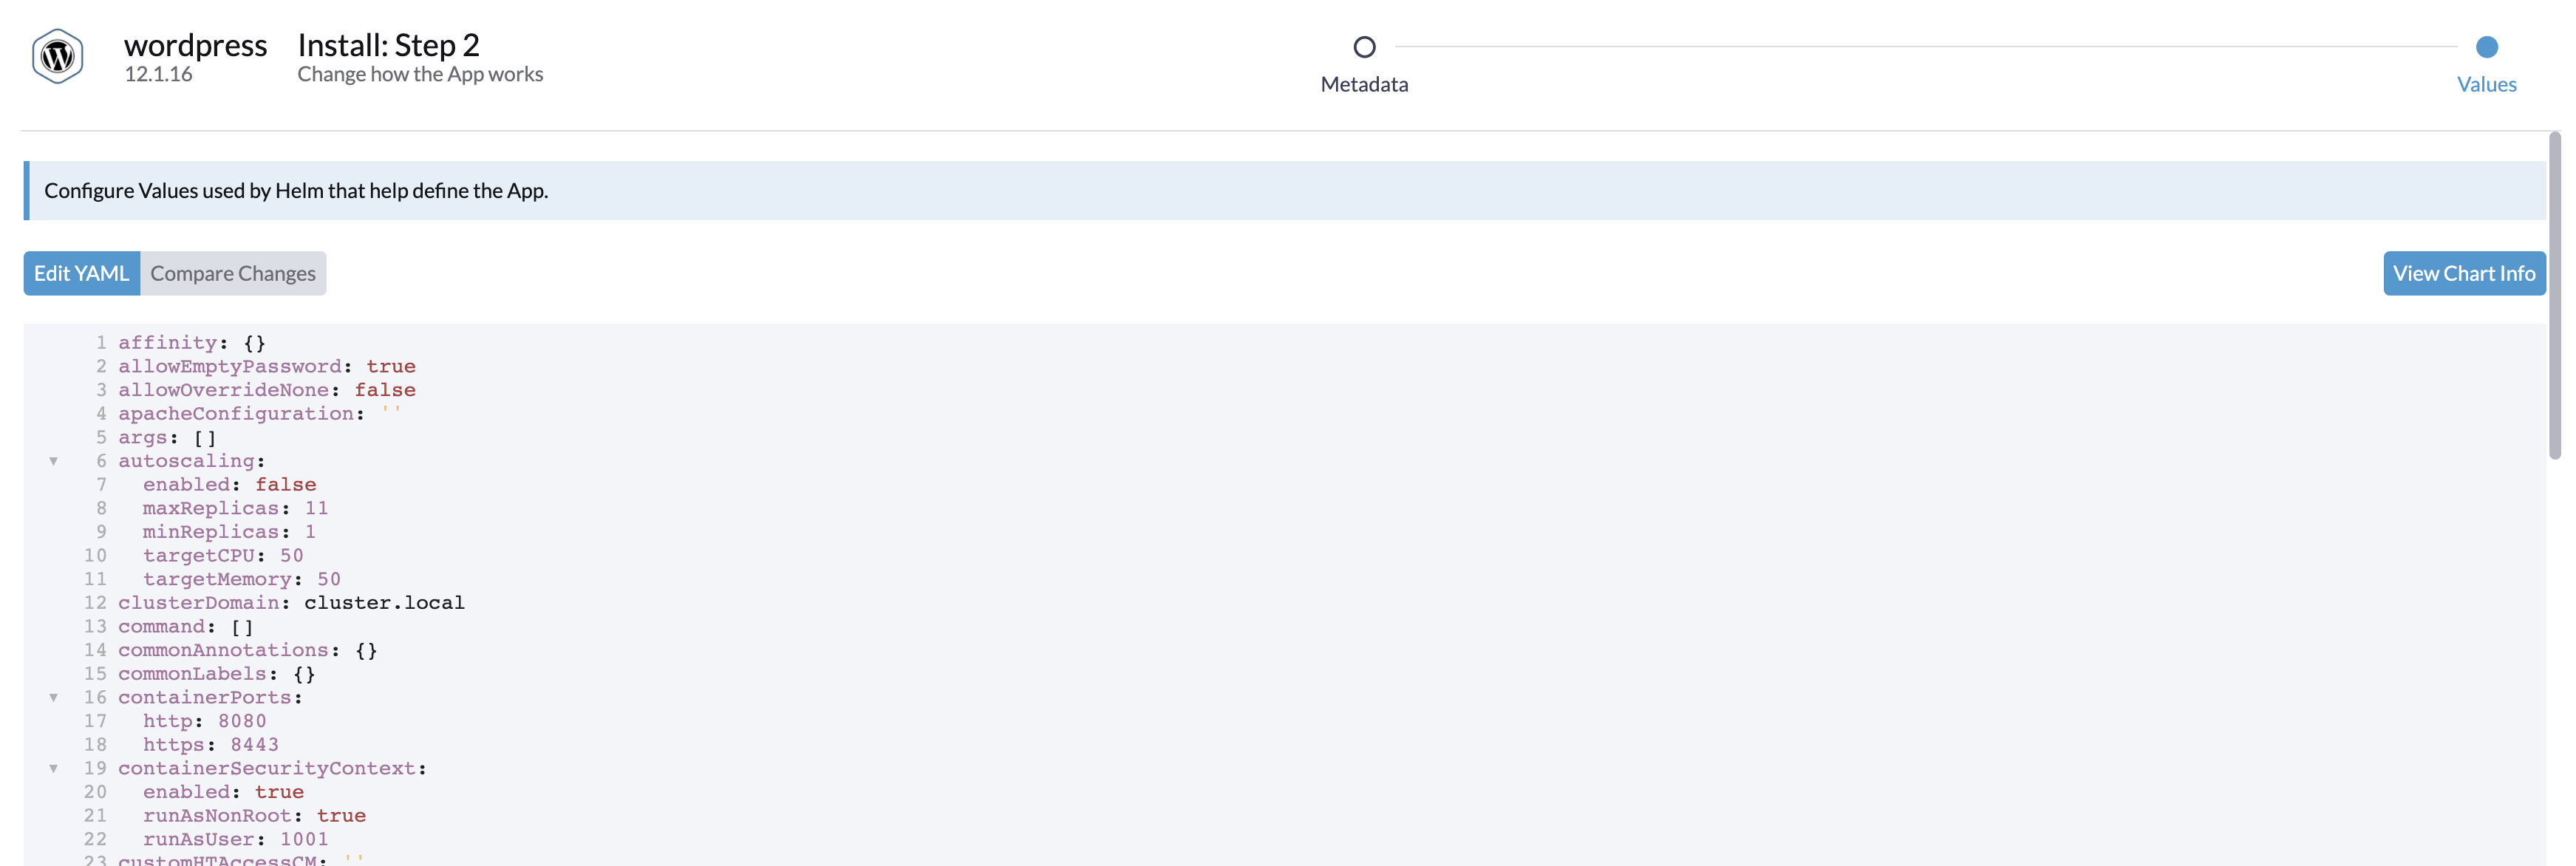 wordpress
12.1.16
Install: Step 2
Change how the App works
Metadata
Values
Configure Values used by Helm that help define the App.
Edit YAML
Compare Changes
View Chart Info
1 affinity: {}
2 allowEmptyPassword: true
3 allowOverrideNone: false
4 apacheConfiguration: ''
5 args: []
6 autoscaling:
7   enabled: false
8   maxReplicas: 11
9   minReplicas: 1
10   targetCPU: 50
11   targetMemory: 50
12 clusterDomain: cluster.local
13 command: []
14 commonAnnotations: {}
15 commonLabels: {}
16 containerPorts:
17   http: 8080
18   https: 8443
19 containerSecurityContext:
20   enabled: true
21   runAsNonRoot: true
22   runAsUser: 1001
23 customHTAccessCM: ''